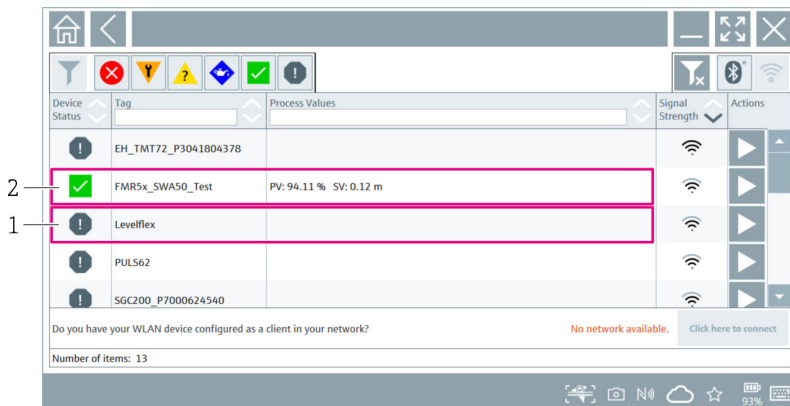 Device Status
Tag
Process Values
Signal Strength
Actions
EH_TMT72_P3041804378
2
FMR5x_SWA50_Test PV: 94.11 % SV: 0.12 m
1
Levelflex
PULS62
SGC200_P7000624540
Do you have your WLAN device configured as a client in your network? No network available. Click here to connect
Number of items: 13
93%